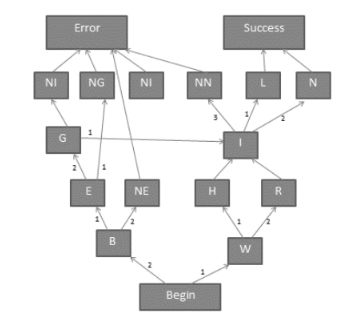 Error Success
NI NG NI NN L N
3 1 2
G 1 I
2 1
E NE H R
1 2 1 2
B W
2 1
Begin